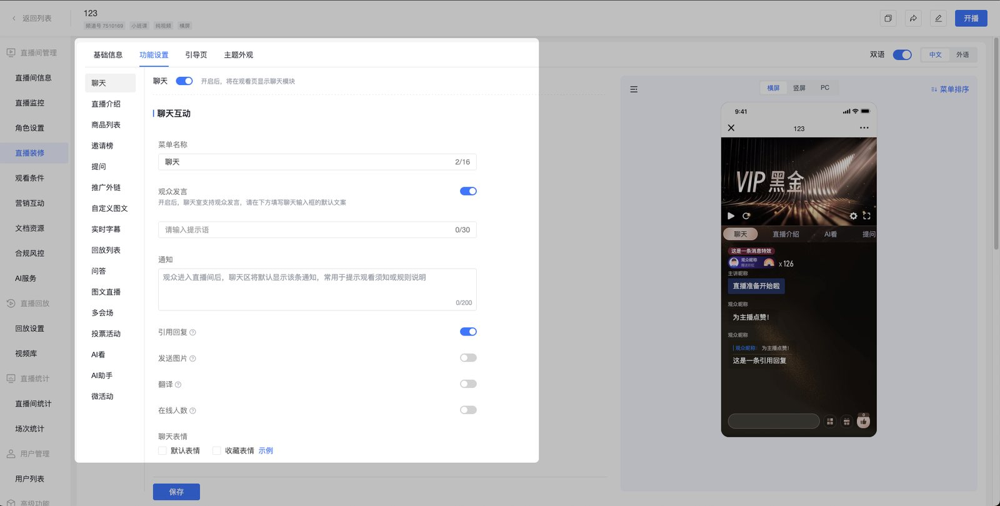 返回列表
123
频道号 7510169 小班课 纯视频 横屏
开播
直播间管理
直播间信息
直播监控
角色设置
直播装修
观看条件
营销互动
文档资源
合规风控
AI服务
直播回放
回放设置
视频库
直播统计
直播间统计
场次统计
用户管理
用户列表
高级功能
基础信息 功能设置 引导页 主题外观
双语 中文 外语
聊天
直播介绍
商品列表
邀请榜
提问
推广外链
自定义图文
实时字幕
回放列表
问答
图文直播
多会场
投票活动
AI看
AI助手
微活动
聊天 开启后，将在观看页显示聊天模块
聊天互动
菜单名称
聊天 2/16
观众发言
开启后，聊天室支持观众发言，请在下方填写聊天输入框的默认文案
请输入提示语 0/30
通知
观众进入直播间后，聊天区将默认显示该条通知，常用于提示观看须知或规则说明
0/200
引用回复
发送图片
翻译
在线人数
聊天表情
默认表情 收藏表情 示例
保存
横屏 竖屏 PC
菜单排序
9:41
123
VIP黑金
聊天 直播介绍 AI看 提问
这是一条消息特效
观众昵称
赠送彩虹
x 126
主讲昵称
直播准备开始啦
观众昵称
为主播点赞！
观众昵称
观众昵称： 为主播点赞！
这是一条引用回复
0